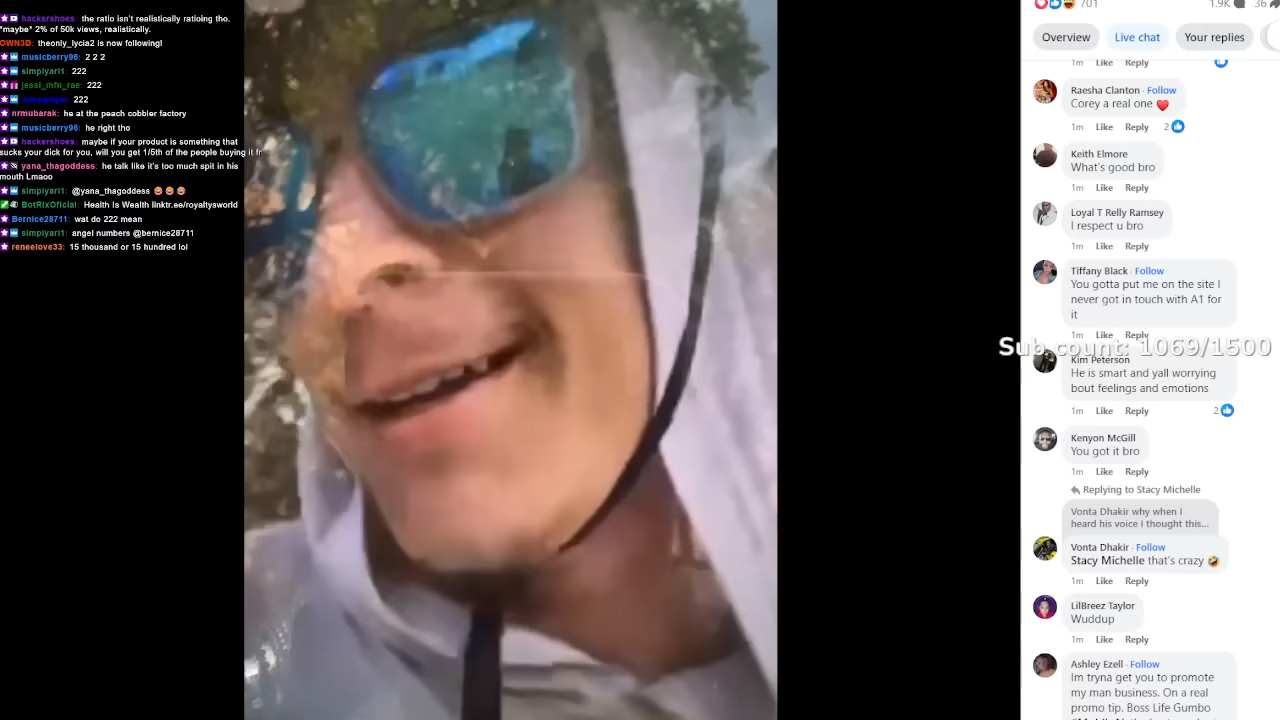 hackershoes: the ratio isn't realistically ratioing tho.
*maybe* 2% of 50k views, realistically.
OWN3D: theonly_lycia2 is now following!
musicberry96: 2 2 2
simplyari1: 222
jessi_mfn_rae: 222
222
nrmubarak: he at the peach cobbler factory
musicberry96: he right tho
hackershoes: maybe if your product is something that
sucks your dick for you, will you get 1/5th of the people buying it fr
yana_thagoddess: he talk like it's too much spit in his
mouth Lmaoo
simplyari1: @yana_thagoddess 😂😂😂
BotRixOficial: Health Is Wealth linktr.ee/royaltysworld
Bernice28711: wat do 222 mean
simplyari1: angel numbers @bernice28711
reneelove33: 15 thousand or 15 hundred lol
701 1.9K 36
Overview Live chat Your replies
1m Like Reply
Raesha Clanton · Follow
Corey a real one ❤️
1m Like Reply 2
Keith Elmore
What's good bro
1m Like Reply
Loyal T Relly Ramsey
I respect u bro
1m Like Reply
Tiffany Black · Follow
You gotta put me on the site I
never got in touch with A1 for
it
1m Like Reply
Sub count: 1069/1500
Kim Peterson
He is smart and yall worrying
bout feelings and emotions
1m Like Reply 2
Kenyon McGill
You got it bro
1m Like Reply
Replying to Stacy Michelle
Vonta Dhakir why when I
heard his voice I thought this...
Vonta Dhakir · Follow
Stacy Michelle that's crazy 🤣
1m Like Reply
LilBreez Taylor
Wuddup
1m Like Reply
Ashley Ezell · Follow
Im tryna get you to promote
my man business. On a real
promo tip. Boss Life Gumbo